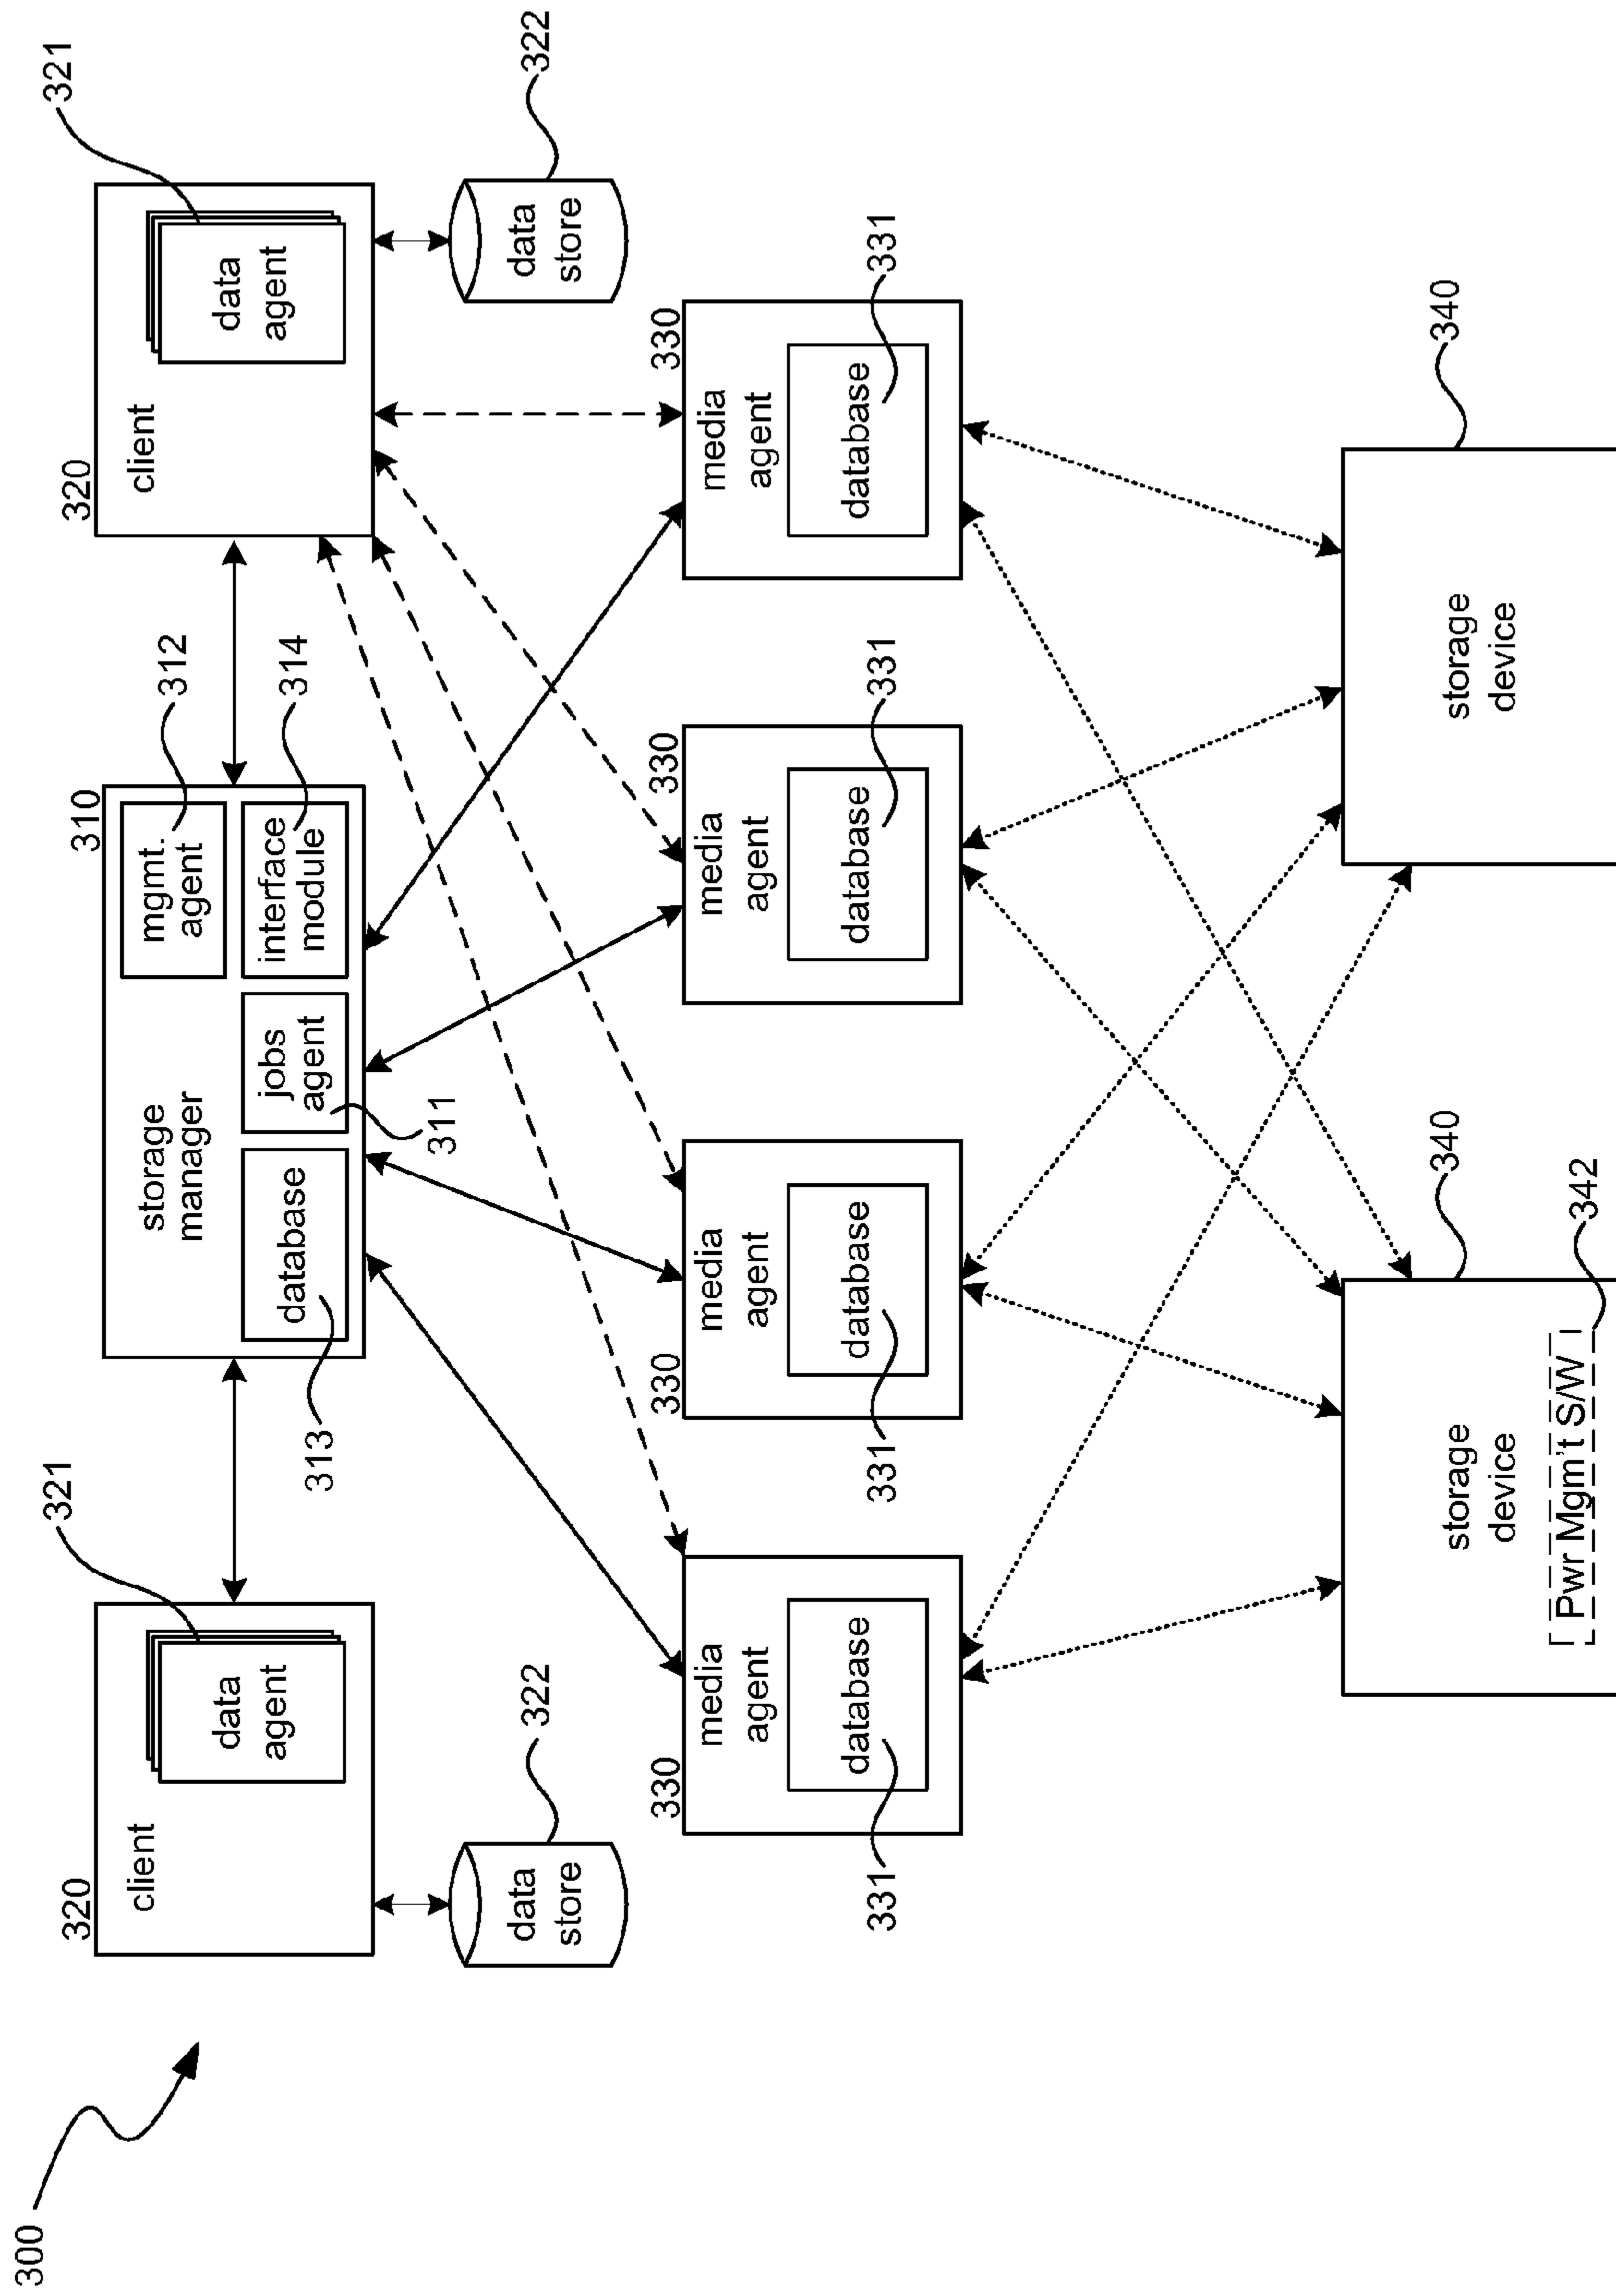 300
320
client
data
agent
321
data
store
322
310
storage
manager
mgmt.
agent
312
database
313
jobs
agent
311
interface
module
314
320
client
data
agent
321
data
store
322
330
media
agent
database
331
330
media
agent
database
331
330
media
agent
database
331
330
media
agent
database
331
storage
device
340
Pwr Mgm't S/W
342
storage
device
340